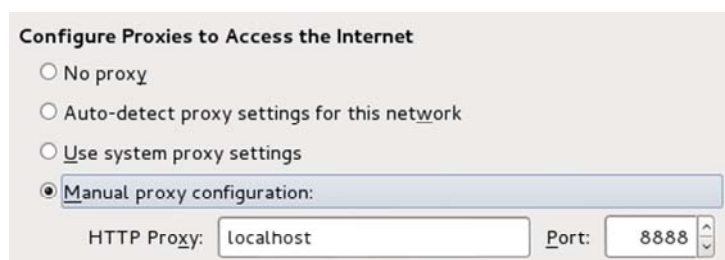 Configure Proxies to Access the Internet
No proxy
Auto-detect proxy settings for this network
Use system proxy settings
Manual proxy configuration:
HTTP Proxy: localhost Port: 8888